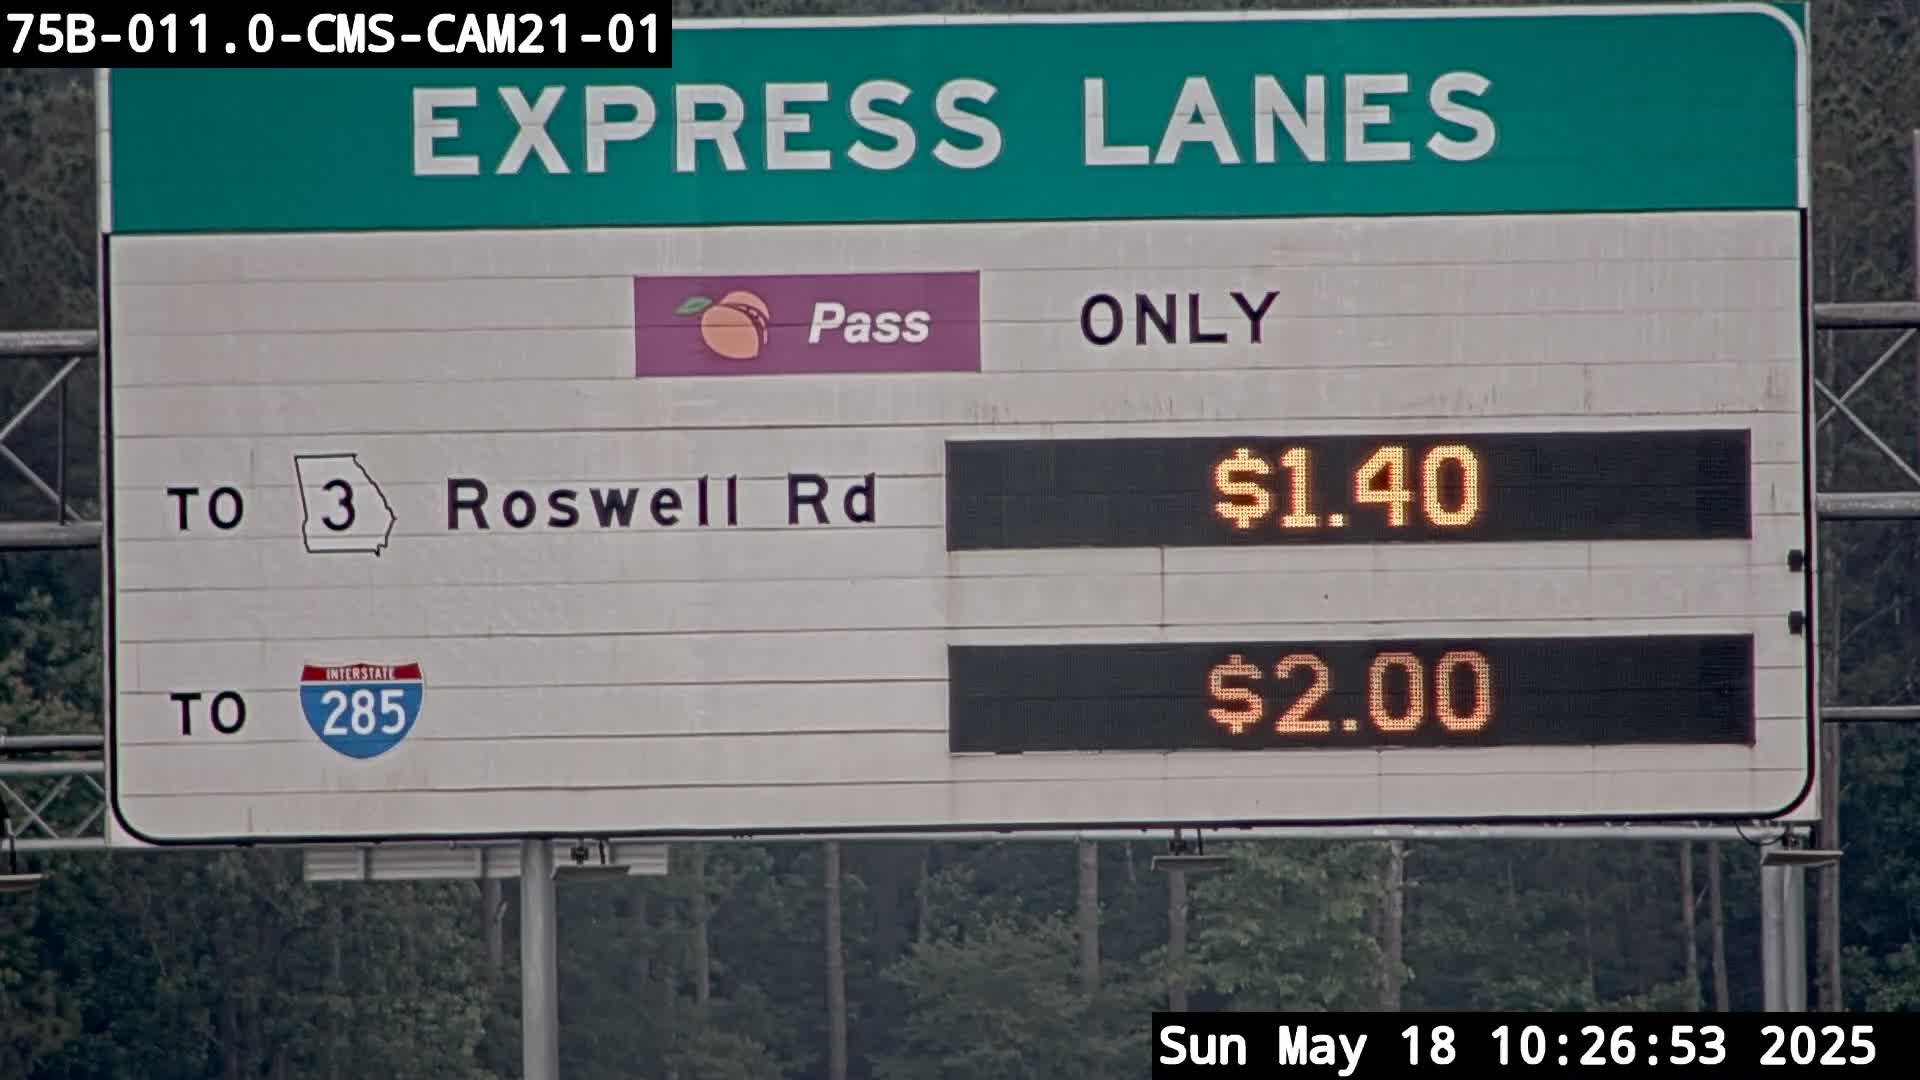 75B-011.0-CMS-CAM21-01
EXPRESS LANES
Pass ONLY
TO 3 Roswell Rd $1.40
INTERSTATE
TO 285 $2.00
Sun May 18 10:26:53 2025